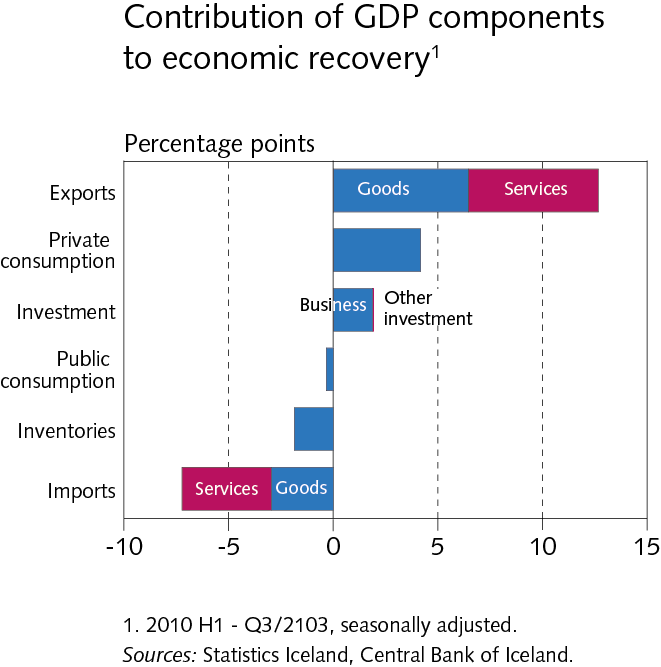 Contribution of GDP components
to economic recovery1
Percentage points
Exports
Goods
Services
Private
consumption
Investment
Business
Other
investment
Public
consumption
Inventories
Imports
Services
Goods
-10
-5
0
5
10
15
1. 2010 H1 - Q3/2103, seasonally adjusted.
Sources: Statistics Iceland, Central Bank of Iceland.